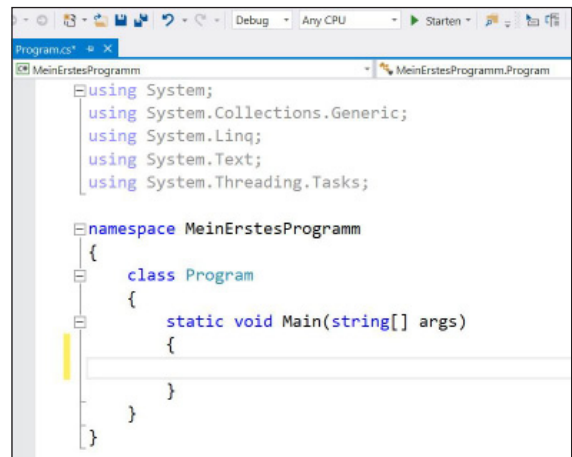 Debug Any CPU Starten
Program.cs*
MeinErstesProgramm MeinErstesProgramm.Program
using System;
using System.Collections.Generic;
using System.Linq;
using System.Text;
using System.Threading.Tasks;
namespace MeinErstesProgramm
{
class Program
{
static void Main(string[] args)
{
}
}
}